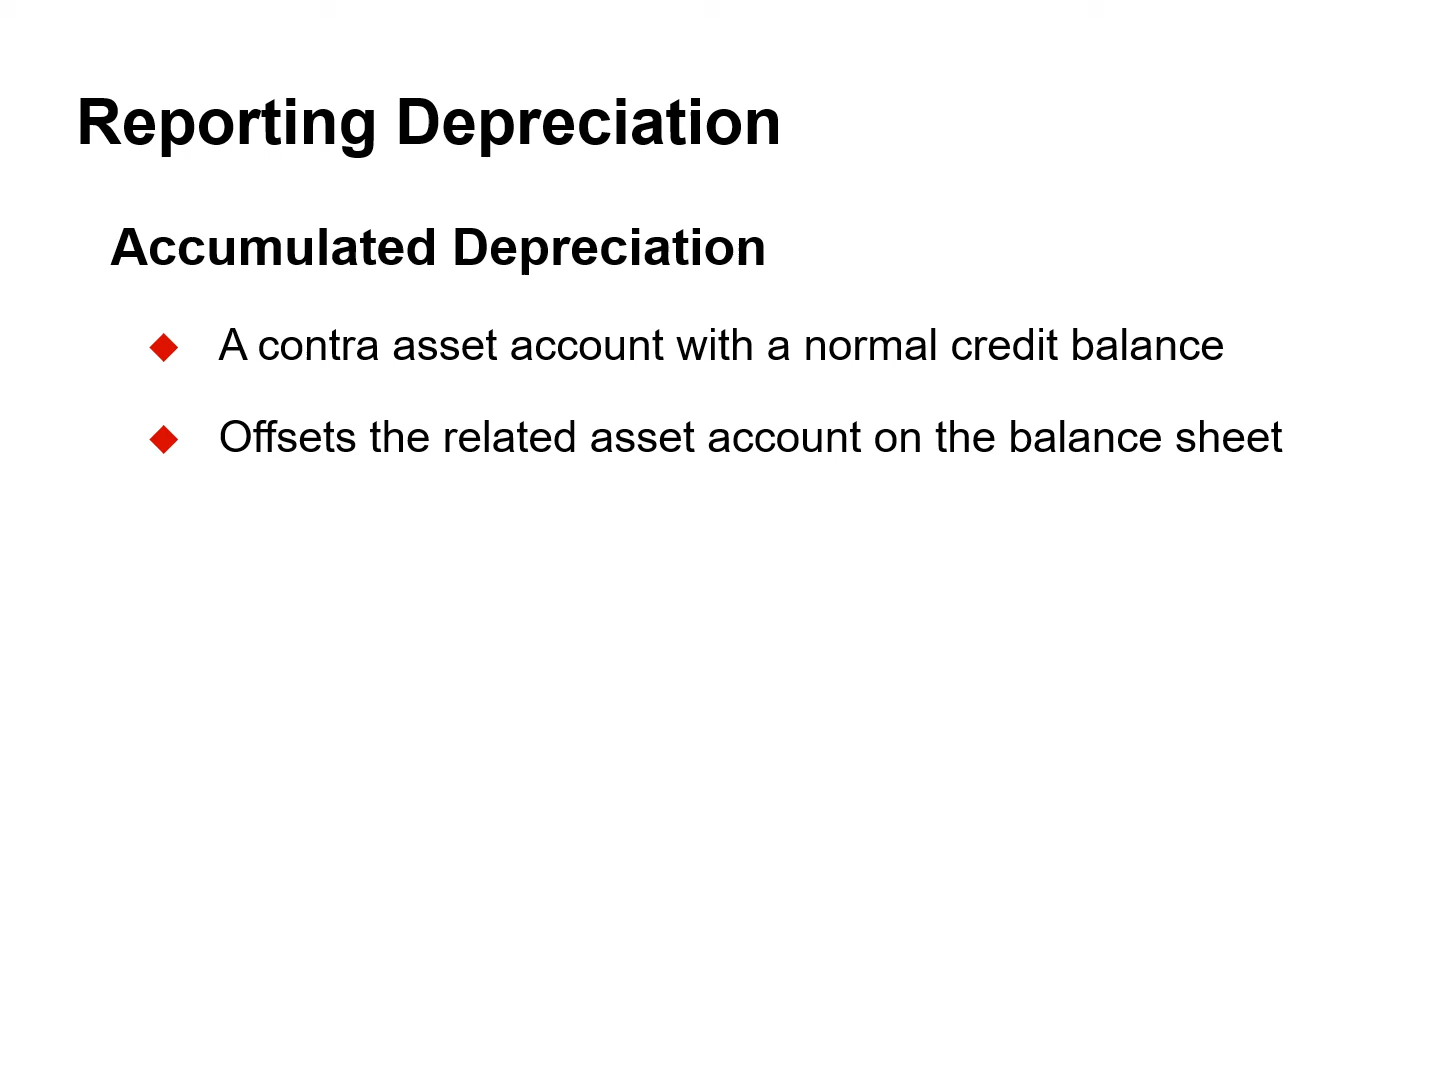 Reporting Depreciation
Accumulated Depreciation
◆ A contra asset account with a normal credit balance
◆ Offsets the related asset account on the balance sheet